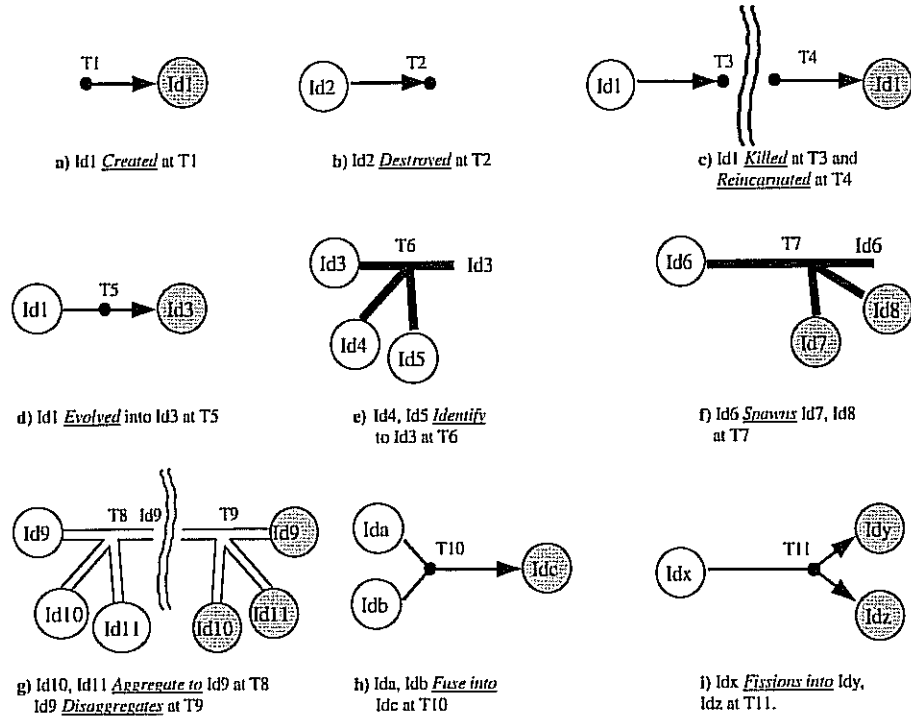 T1
Id1
a) Id1 Created at T1
Id2
T2
b) Id2 Destroyed at T2
Id1
T3
T4
Id1
c) Id1 Killed at T3 and
Reincarnated at T4
Id1
T5
Id3
d) Id1 Evolved into Id3 at T5
Id3
T6
Id3
Id4
Id5
e) Id4, Id5 Identify
to Id3 at T6
Id6
T7
Id6
Id7
Id8
f) Id6 Spawns Id7, Id8
at T7
Id9
T8
Id9
T9
Id9
Id10
Id11
Id10
Id11
g) Id10, Id11 Aggregate to Id9 at T8
Id9 Disaggregates at T9
Ida
Idb
T10
Idc
h) Ida, Idb Fuse into
Idc at T10
Idx
T11
Idy
Idz
i) Idx Fissions into Idy,
Idz at T11.